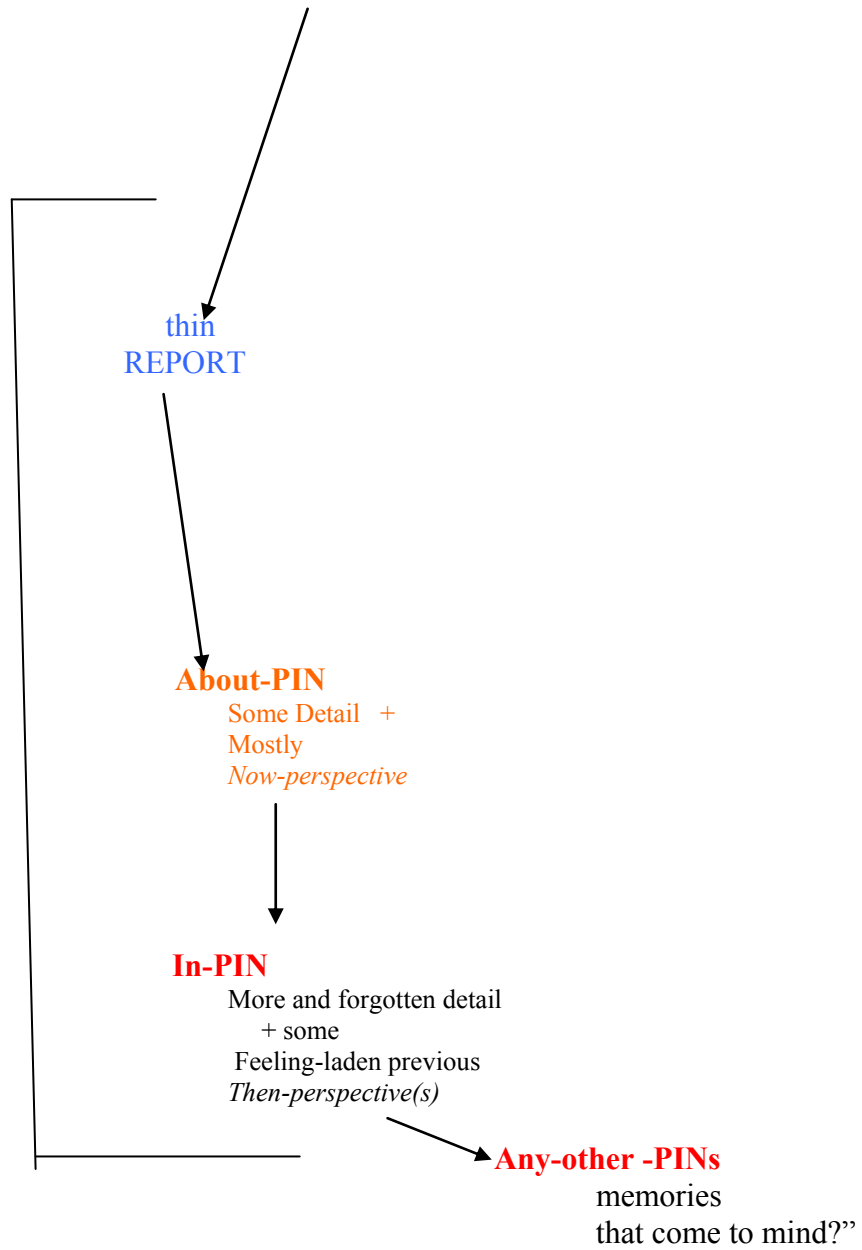 thin
REPORT
About-PIN
Some Detail +
Mostly
Now-perspective
In-PIN
More and forgotten detail
+ some
Feeling-laden previous
Then-perspective(s)
Any-other -PINs
memories
that come to mind?”